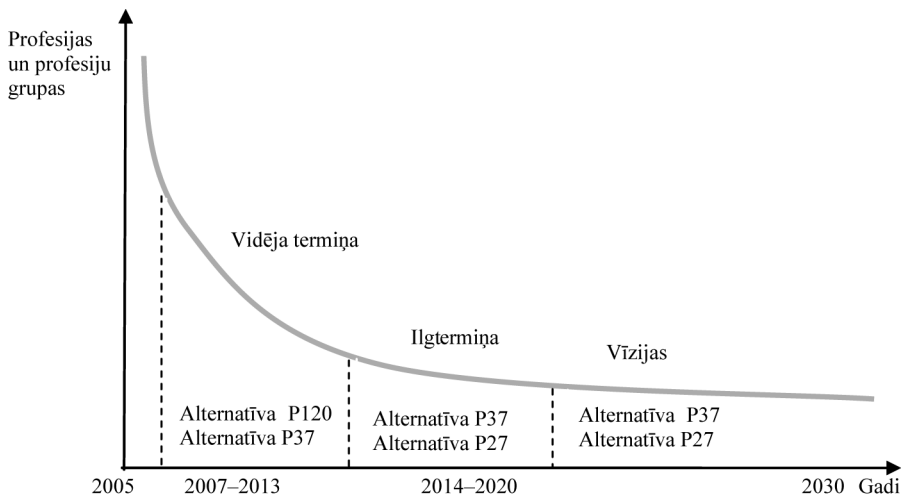 Profesijas
un profesiju
grupas
Vidēja termiņa
Ilgtermiņa
Vīzijas
Alternatīva P120
Alternatīva P37
Alternatīva P37
Alternatīva P27
Alternatīva P37
Alternatīva P27
2005 2007–2013 2014–2020 2030 Gadi